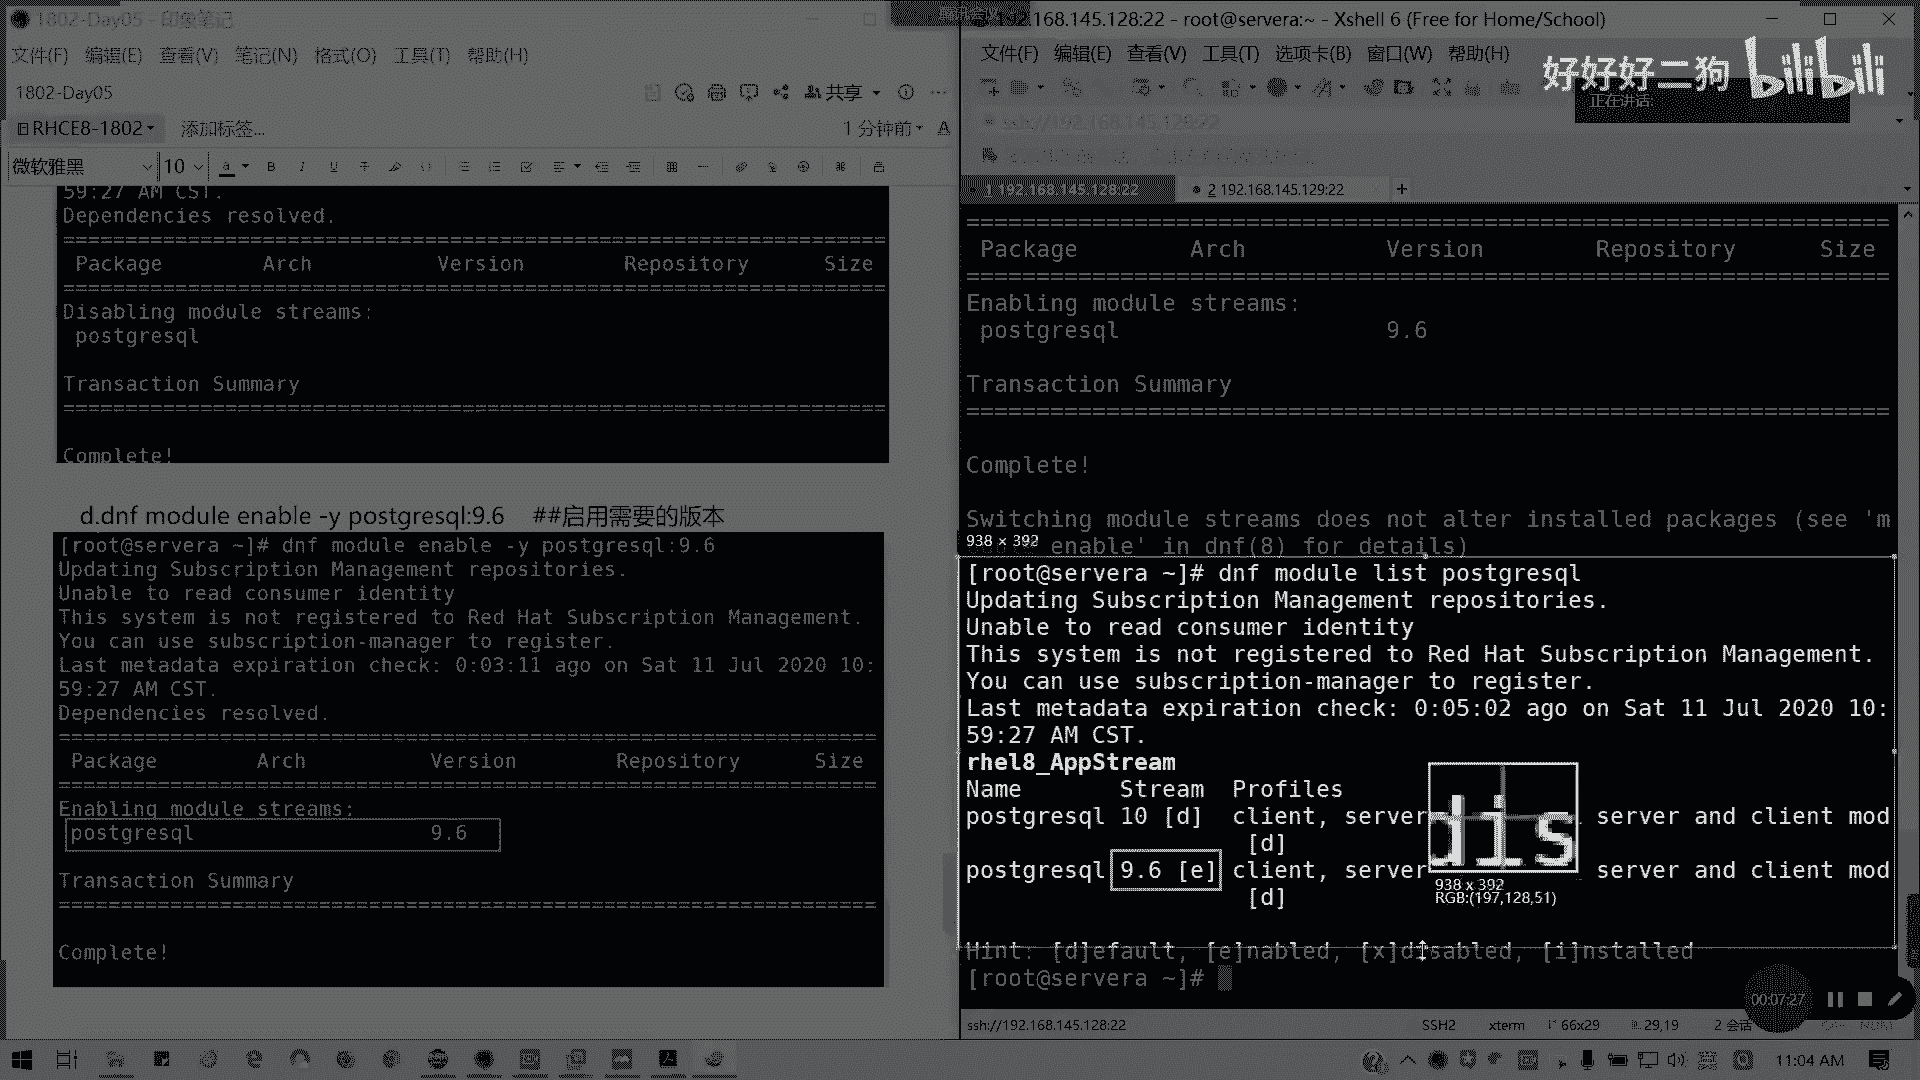 1802-Day05 - 印象笔记
文件(F) 编辑(E) 查看(V) 笔记(N) 格式(O) 工具(T) 帮助(H)
1802-Day05
共享
RHCE8-1802
添加标签...
1 分钟前
微软雅黑
10
59:27 AM CST.
Dependencies resolved.
Package Arch Version Repository Size
Disabling module streams:
postgresql
Transaction Summary
Complete!
d.dnf module enable -y postgresql:9.6 ##启用需要的版本
[root@servera ~]# dnf module enable -y postgresql:9.6
Updating Subscription Management repositories.
Unable to read consumer identity
This system is not registered to Red Hat Subscription Management.
You can use subscription-manager to register.
Last metadata expiration check: 0:03:11 ago on Sat 11 Jul 2020 10:
59:27 AM CST.
Dependencies resolved.
Package Arch Version Repository Size
Enabling module streams:
postgresql 9.6
Transaction Summary
Complete!
192.168.145.128:22 - root@servera:~ - Xshell 6 (Free for Home/School)
文件(F) 编辑(E) 查看(V) 工具(T) 选项卡(B) 窗口(W) 帮助(H)
好好好二狗 bilibili
正在讲话:
ssh://192.168.145.128:22
1 192.168.145.128:22
2 192.168.145.129:22
Package Arch Version Repository Size
Enabling module streams:
postgresql 9.6
Transaction Summary
Complete!
Switching module streams does not alter installed packages (see 'm
enable' in dnf(8) for details)
938 × 392
[root@servera ~]# dnf module list postgresql
Updating Subscription Management repositories.
Unable to read consumer identity
This system is not registered to Red Hat Subscription Management.
You can use subscription-manager to register.
Last metadata expiration check: 0:05:02 ago on Sat 11 Jul 2020 10:
59:27 AM CST.
rhel8_AppStream
Name Stream Profiles
postgresql 10 [d] client, server server and client mod
[d]
postgresql 9.6 [e] client, server server and client mod
[d]
dis
938 x 392
RGB:(197,128,51)
Hint: [d]efault, [e]nabled, [x]disabled, [i]nstalled
[root@servera ~]#
00:07:27
ssh://192.168.145.128:22
SSH2 xterm 66x29 29,19 2 会话
11:04 AM